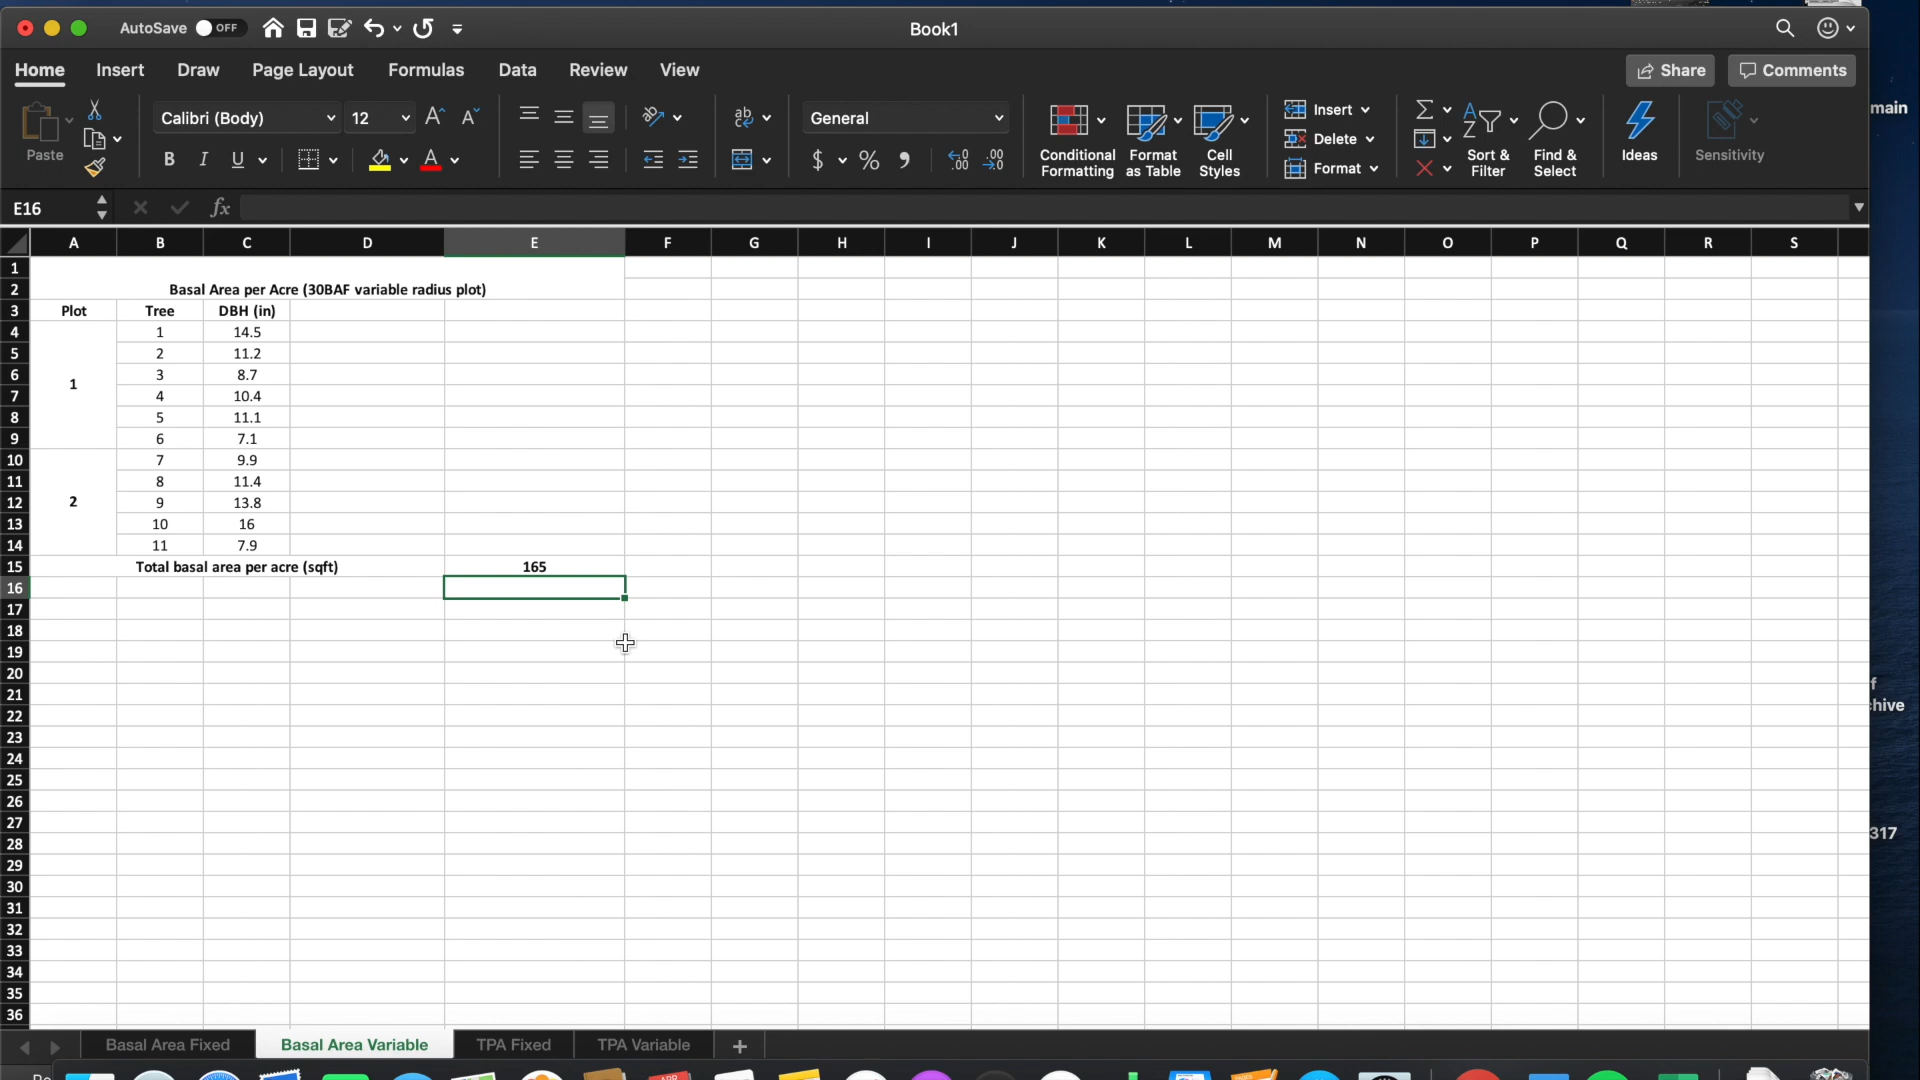 AutoSave OFF Book1
Home Insert Draw Page Layout Formulas Data Review View Share Comments
main
Calibri (Body) 12 A A ab General Insert
Paste Delete
B I U A $ % Conditional Formatting Format as Table Cell Styles Format Sort & Filter Find & Select Ideas Sensitivity
E16 fx
A B C D E F G H I J K L M N O P Q R S
1
2 Basal Area per Acre (30BAF variable radius plot)
3 Plot Tree DBH (in)
4 1 14.5
5 2 11.2
6 3 8.7
1
7 4 10.4
8 5 11.1
9 6 7.1
10 7 9.9
11 8 11.4
12 2 9 13.8
13 10 16
14 11 7.9
15 Total basal area per acre (sqft) 165
16
17
18
19
20
21
22 hive
23
24
25
26
27 317
28
29
30
31
32
33
34
35
36
Basal Area Fixed Basal Area Variable TPA Fixed TPA Variable +